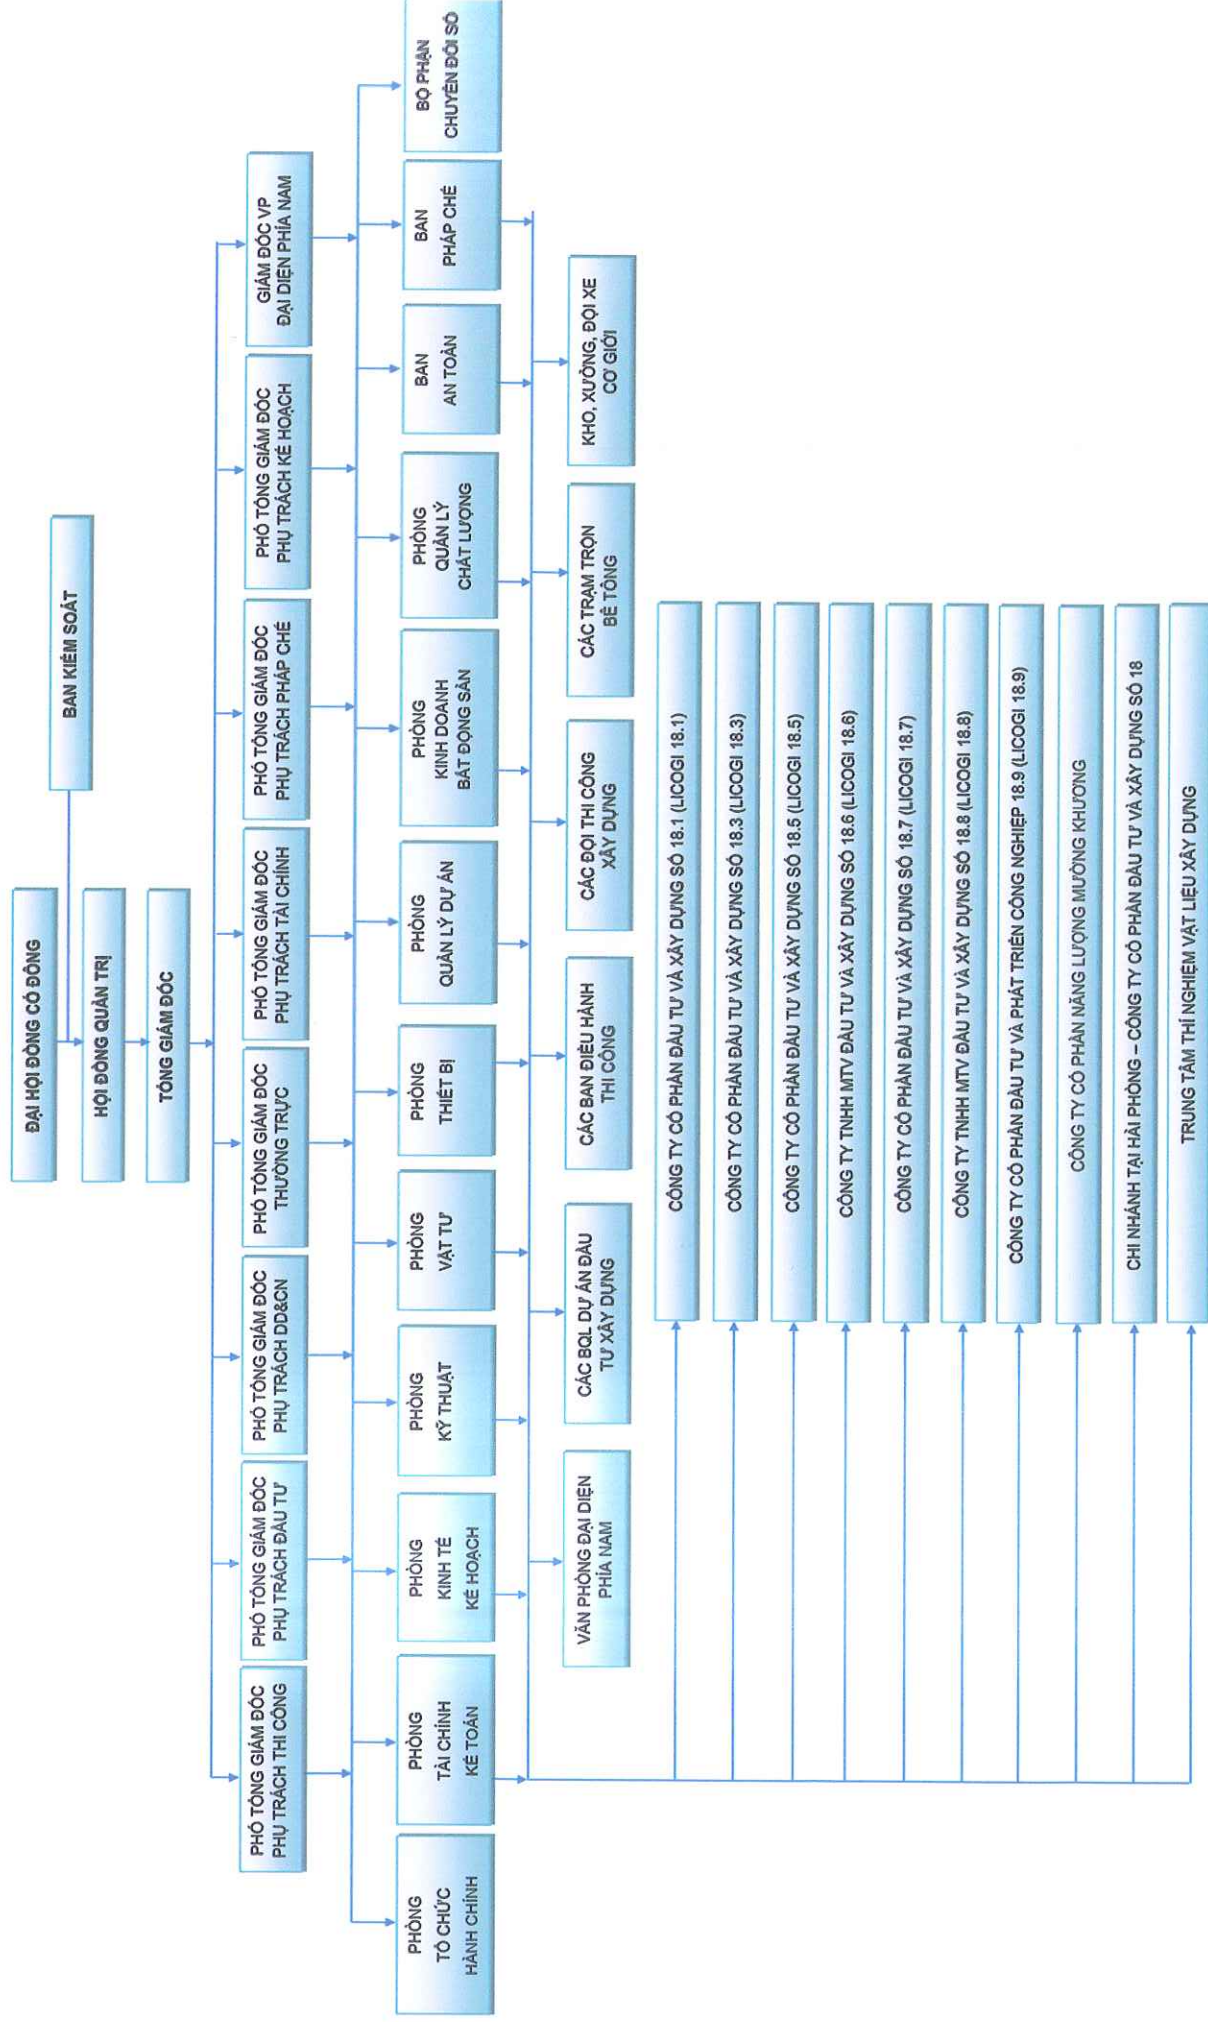 ĐẠI HỘI ĐỒNG CỔ ĐÔNG
BAN KIỂM SOÁT
HỘI ĐỒNG QUẢN TRỊ
TỔNG GIÁM ĐỐC
PHÓ TỔNG GIÁM ĐỐC
PHỤ TRÁCH THI CÔNG
PHÓ TỔNG GIÁM ĐỐC
PHỤ TRÁCH ĐẦU TƯ
PHÓ TỔNG GIÁM ĐỐC
PHỤ TRÁCH DD&CN
PHÓ TỔNG GIÁM ĐỐC
THƯỜNG TRỰC
PHÓ TỔNG GIÁM ĐỐC
PHỤ TRÁCH TÀI CHÍNH
PHÓ TỔNG GIÁM ĐỐC
PHỤ TRÁCH PHÁP CHẾ
PHÓ TỔNG GIÁM ĐỐC
PHỤ TRÁCH KẾ HOẠCH
GIÁM ĐỐC VP
ĐẠI DIỆN PHÍA NAM
PHÒNG
TỔ CHỨC
HÀNH CHÍNH
PHÒNG
TÀI CHÍNH
KẾ TOÁN
PHÒNG
KINH TẾ
KẾ HOẠCH
PHÒNG
KỸ THUẬT
PHÒNG
VẬT TƯ
PHÒNG
THIẾT BỊ
PHÒNG
QUẢN LÝ DỰ ÁN
PHÒNG
KINH DOANH
BẤT ĐỘNG SẢN
PHÒNG
QUẢN LÝ
CHẤT LƯỢNG
BAN
AN TOÀN
BAN
PHÁP CHẾ
BỘ PHẬN
CHUYỂN ĐỔI SỐ
VĂN PHÒNG ĐẠI DIỆN
PHÍA NAM
CÁC BQL DỰ ÁN ĐẦU
TƯ XÂY DỰNG
CÁC BAN ĐIỀU HÀNH
THI CÔNG
CÁC ĐỘI THI CÔNG
XÂY DỰNG
CÁC TRẠM TRỘN
BÊ TÔNG
KHO, XƯỞNG, ĐỘI XE
CƠ GIỚI
CÔNG TY CỔ PHẦN ĐẦU TƯ VÀ XÂY DỰNG SỐ 18.1 (LICOGI 18.1)
CÔNG TY CỔ PHẦN ĐẦU TƯ VÀ XÂY DỰNG SỐ 18.3 (LICOGI 18.3)
CÔNG TY CỔ PHẦN ĐẦU TƯ VÀ XÂY DỰNG SỐ 18.5 (LICOGI 18.5)
CÔNG TY TNHH MTV ĐẦU TƯ VÀ XÂY DỰNG SỐ 18.6 (LICOGI 18.6)
CÔNG TY CỔ PHẦN ĐẦU TƯ VÀ XÂY DỰNG SỐ 18.7 (LICOGI 18.7)
CÔNG TY TNHH MTV ĐẦU TƯ VÀ XÂY DỰNG SỐ 18.8 (LICOGI 18.8)
CÔNG TY CỔ PHẦN ĐẦU TƯ VÀ PHÁT TRIỂN CÔNG NGHIỆP 18.9 (LICOGI 18.9)
CÔNG TY CỔ PHẦN NĂNG LƯỢNG MƯỜNG KHƯƠNG
CHI NHÁNH TẠI HẢI PHÒNG – CÔNG TY CỔ PHẦN ĐẦU TƯ VÀ XÂY DỰNG SỐ 18
TRUNG TÂM THÍ NGHIỆM VẬT LIỆU XÂY DỰNG